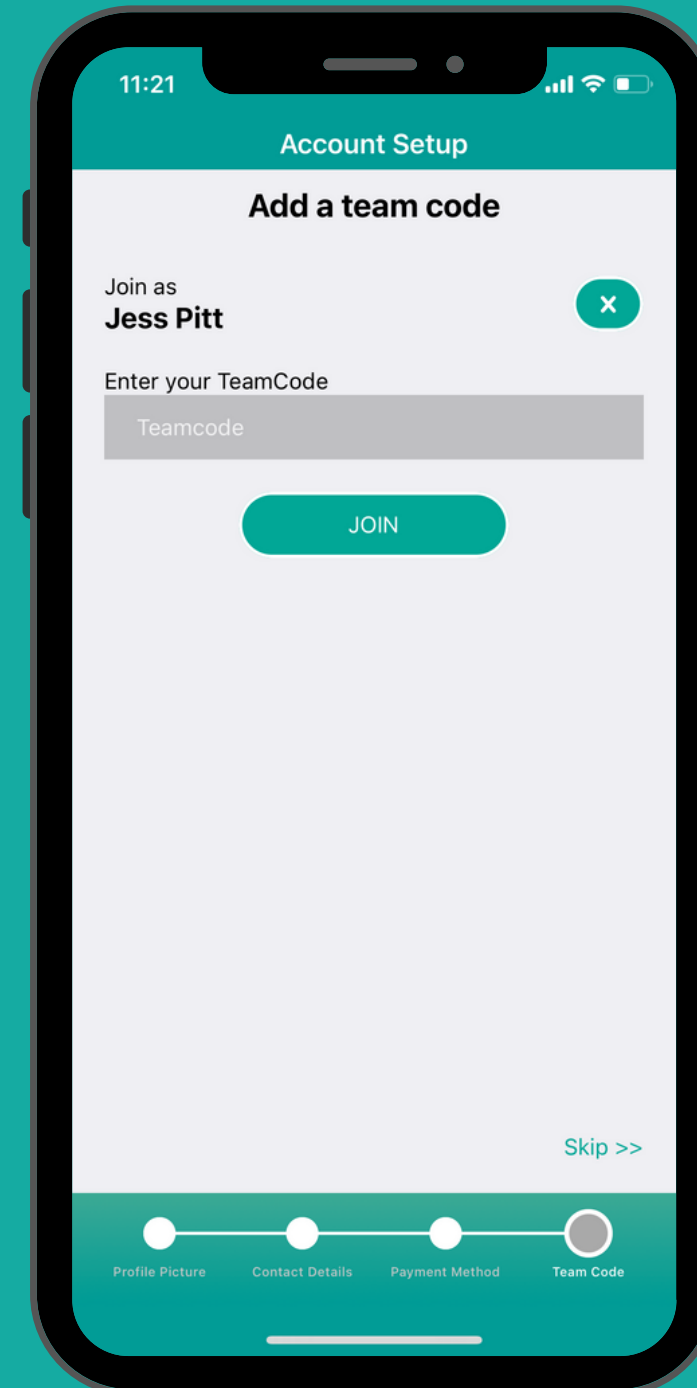 11:21
Account Setup
Add a team code
Join as
Jess Pitt
x
Enter your TeamCode
Teamcode
JOIN
Skip >>
Profile Picture
Contact Details
Payment Method
Team Code